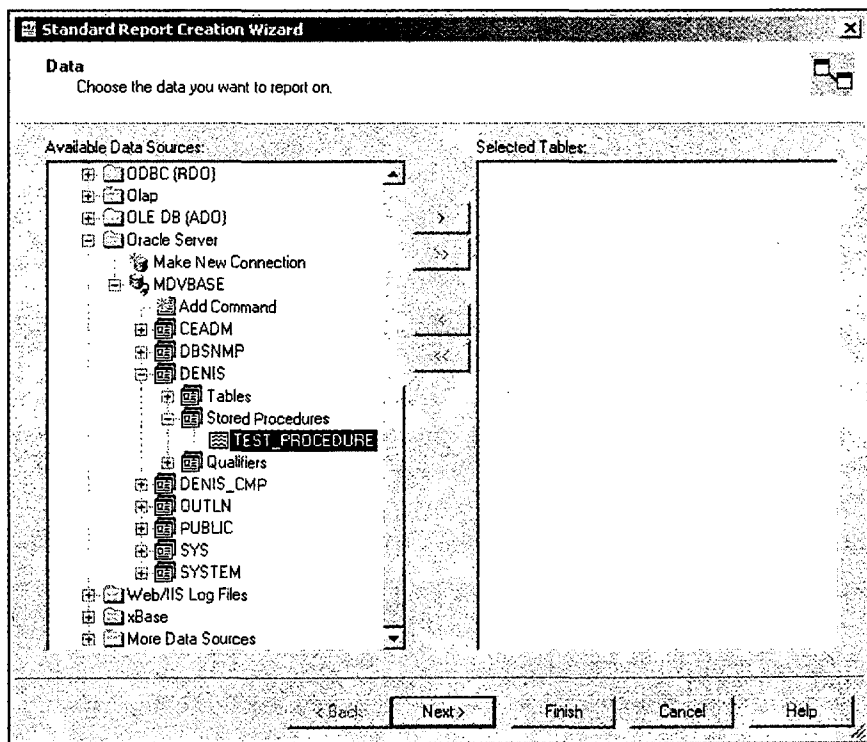 Standard Report Creation Wizard
Data
Choose the data you want to report on.
Available Data Sources:
ODBC (RDO)
Olap
OLE DB (ADO)
Oracle Server
Make New Connection
MDVBASE
Add Command
CEADM
DBSNMP
DENIS
Tables
Stored Procedures
TEST_PROCEDURE
Qualifiers
DENIS_CMP
OUTLN
PUBLIC
SYS
SYSTEM
Web/IIS Log Files
xBase
More Data Sources
>
>>
<
<<
Selected Tables:
< Back
Next >
Finish
Cancel
Help